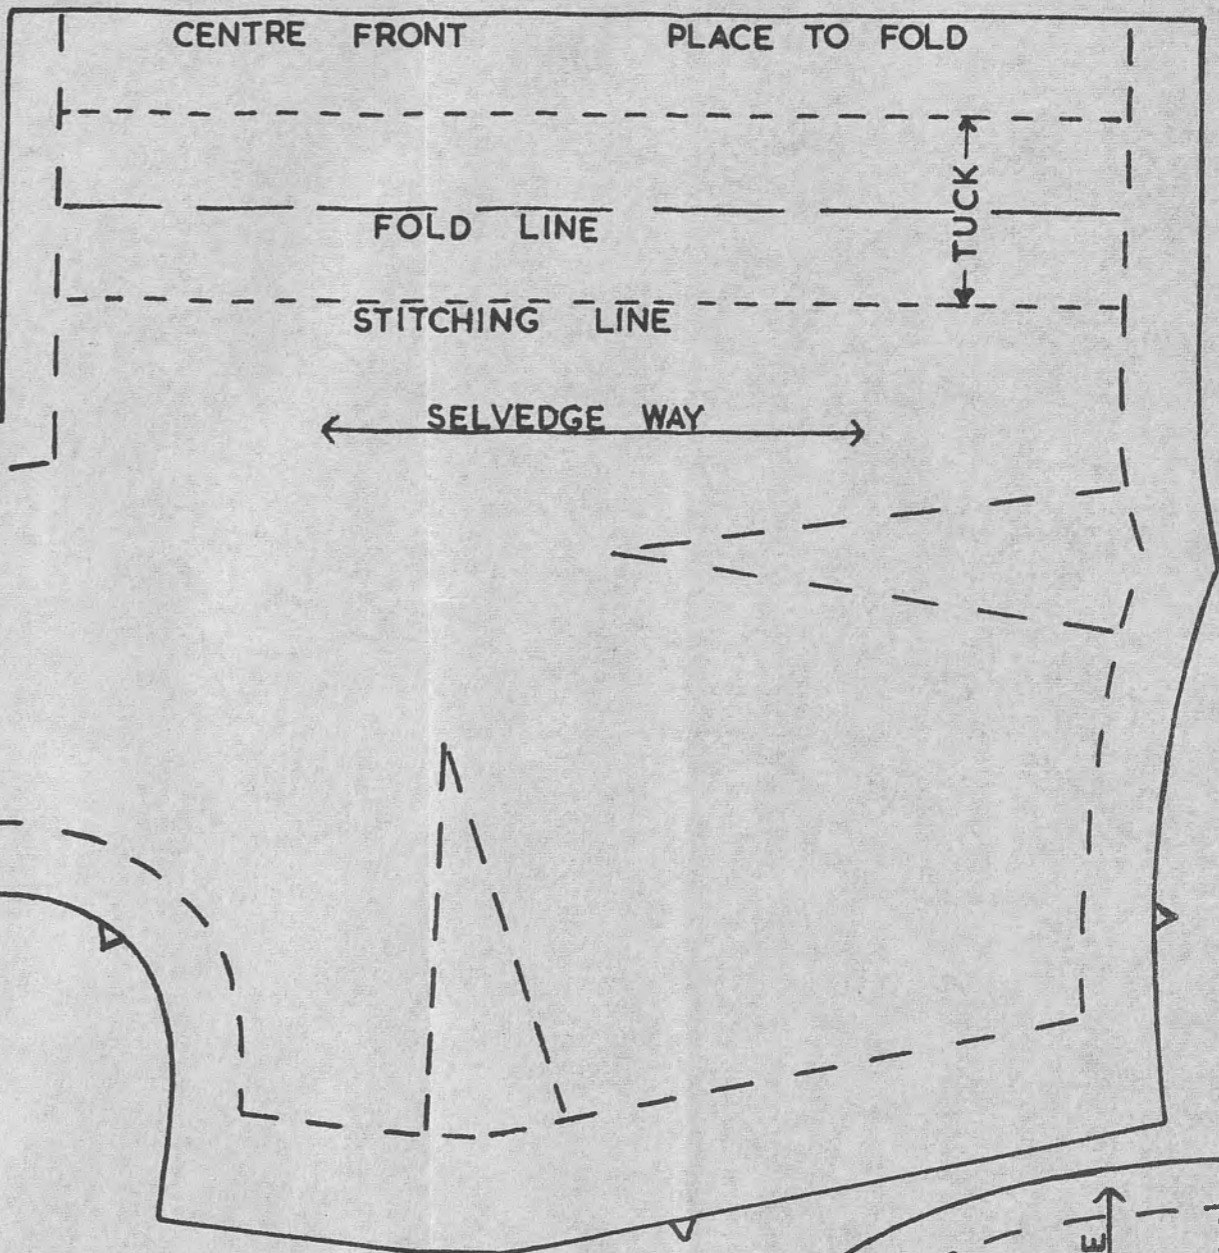 CENTRE FRONT PLACE TO FOLD
TUCK
FOLD LINE
STITCHING LINE
SELVEDGE WAY